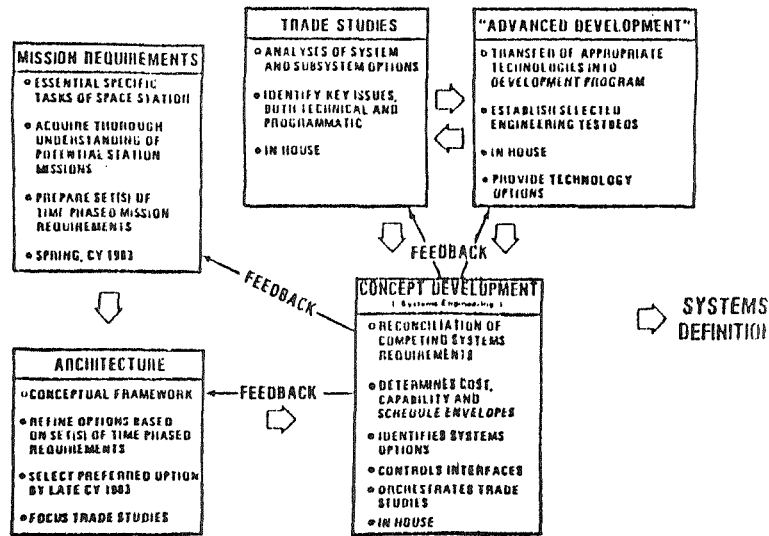 MISSION REQUIREMENTS
• ESSENTIAL SPECIFIC
TASKS OF SPACE STATION
• ACQUIRE THOROUGH
UNDERSTANDING OF
POTENTIAL STATION
MISSIONS
• PREPARE SET(S) OF
TIME PHASED MISSION
REQUIREMENTS
• SPRING, CY 1983
TRADE STUDIES
• ANALYSES OF SYSTEM
AND SUBSYSTEM OPTIONS
• IDENTIFY KEY ISSUES,
BOTH TECHNICAL AND
PROGRAMMATIC
• IN HOUSE
"ADVANCED DEVELOPMENT"
• TRANSFER OF APPROPRIATE
TECHNOLOGIES INTO
DEVELOPMENT PROGRAM
• ESTABLISH SELECTED
ENGINEERING TESTBEDS
• IN HOUSE
• PROVIDE TECHNOLOGY
OPTIONS
FEEDBACK
FEEDBACK
FEEDBACK
ARCHITECTURE
• CONCEPTUAL FRAMEWORK
• REFINE OPTIONS BASED
ON SET(S) OF TIME PHASED
REQUIREMENTS
• SELECT PREFERRED OPTION
BY LATE CY 1983
• FOCUS TRADE STUDIES
CONCEPT DEVELOPMENT
( Systems Engineering )
• RECONCILIATION OF
COMPETING SYSTEMS
REQUIREMENTS
• DETERMINES COST,
CAPABILITY AND
SCHEDULE ENVELOPES
• IDENTIFIES SYSTEMS
OPTIONS
• CONTROLS INTERFACES
• ORCHESTRATES TRADE
STUDIES
• IN HOUSE
SYSTEMS
DEFINITION